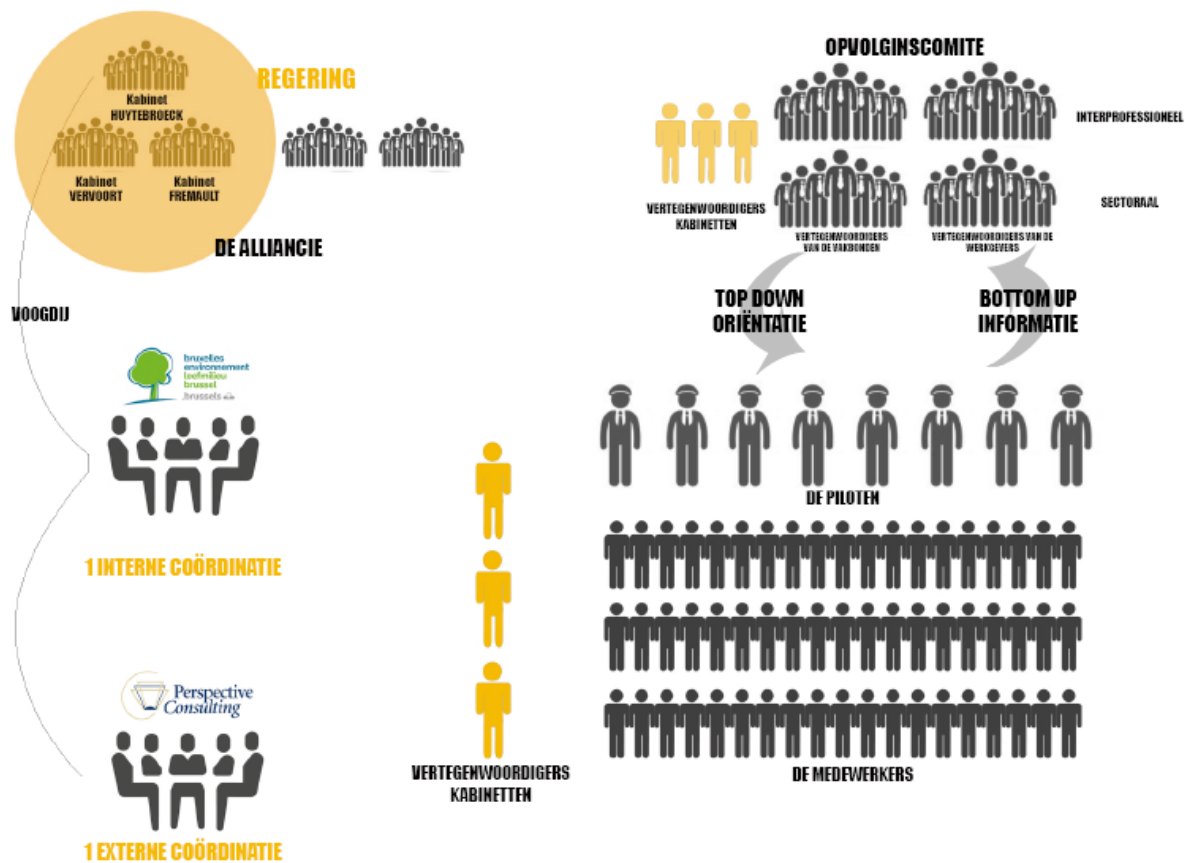 REGERING
Kabinet
HUYTEBROECK
Kabinet
VERVOORT
Kabinet
FREMAULT
DE ALLIANCIE
VOOGDIJ
bruxelles
environnement
leefmilieu
brussel
.brussels
1 INTERNE COÖRDINATIE
Perspective
Consulting
1 EXTERNE COÖRDINATIE
VERTEGENWOORDIGERS
KABINETTEN
OPVOLGINSCOMITE
INTERPROFESSIONEEL
SECTORAAL
VERTEGENWOORDIGERS
KABINETTEN
VERTEGENWOORDIGERS
VAN DE VAKBONDEN
VERTEGENWOORDIGERS VAN DE
WERKGEVERS
TOP DOWN
ORIËNTATIE
BOTTOM UP
INFORMATIE
DE PILOTEN
DE MEDEWERKERS